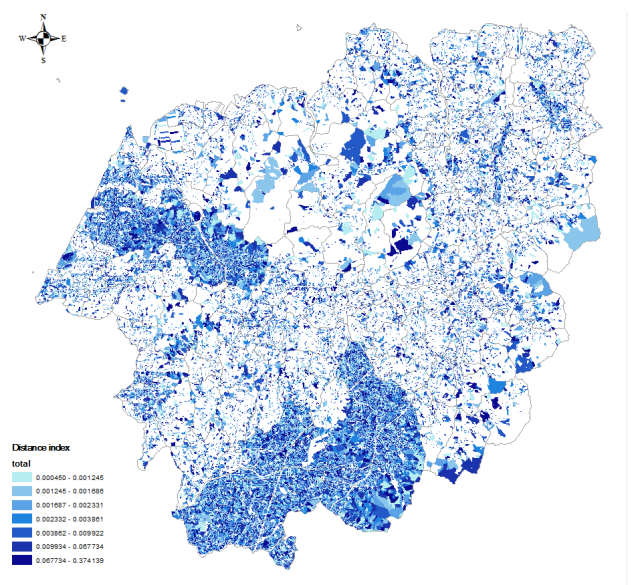 N
W E
S
Distance index
total
0.000450 - 0.001245
0.001245 - 0.001686
0.001687 - 0.002331
0.002332 - 0.003861
0.003862 - 0.009922
0.009934 - 0.067734
0.067734 - 0.374139